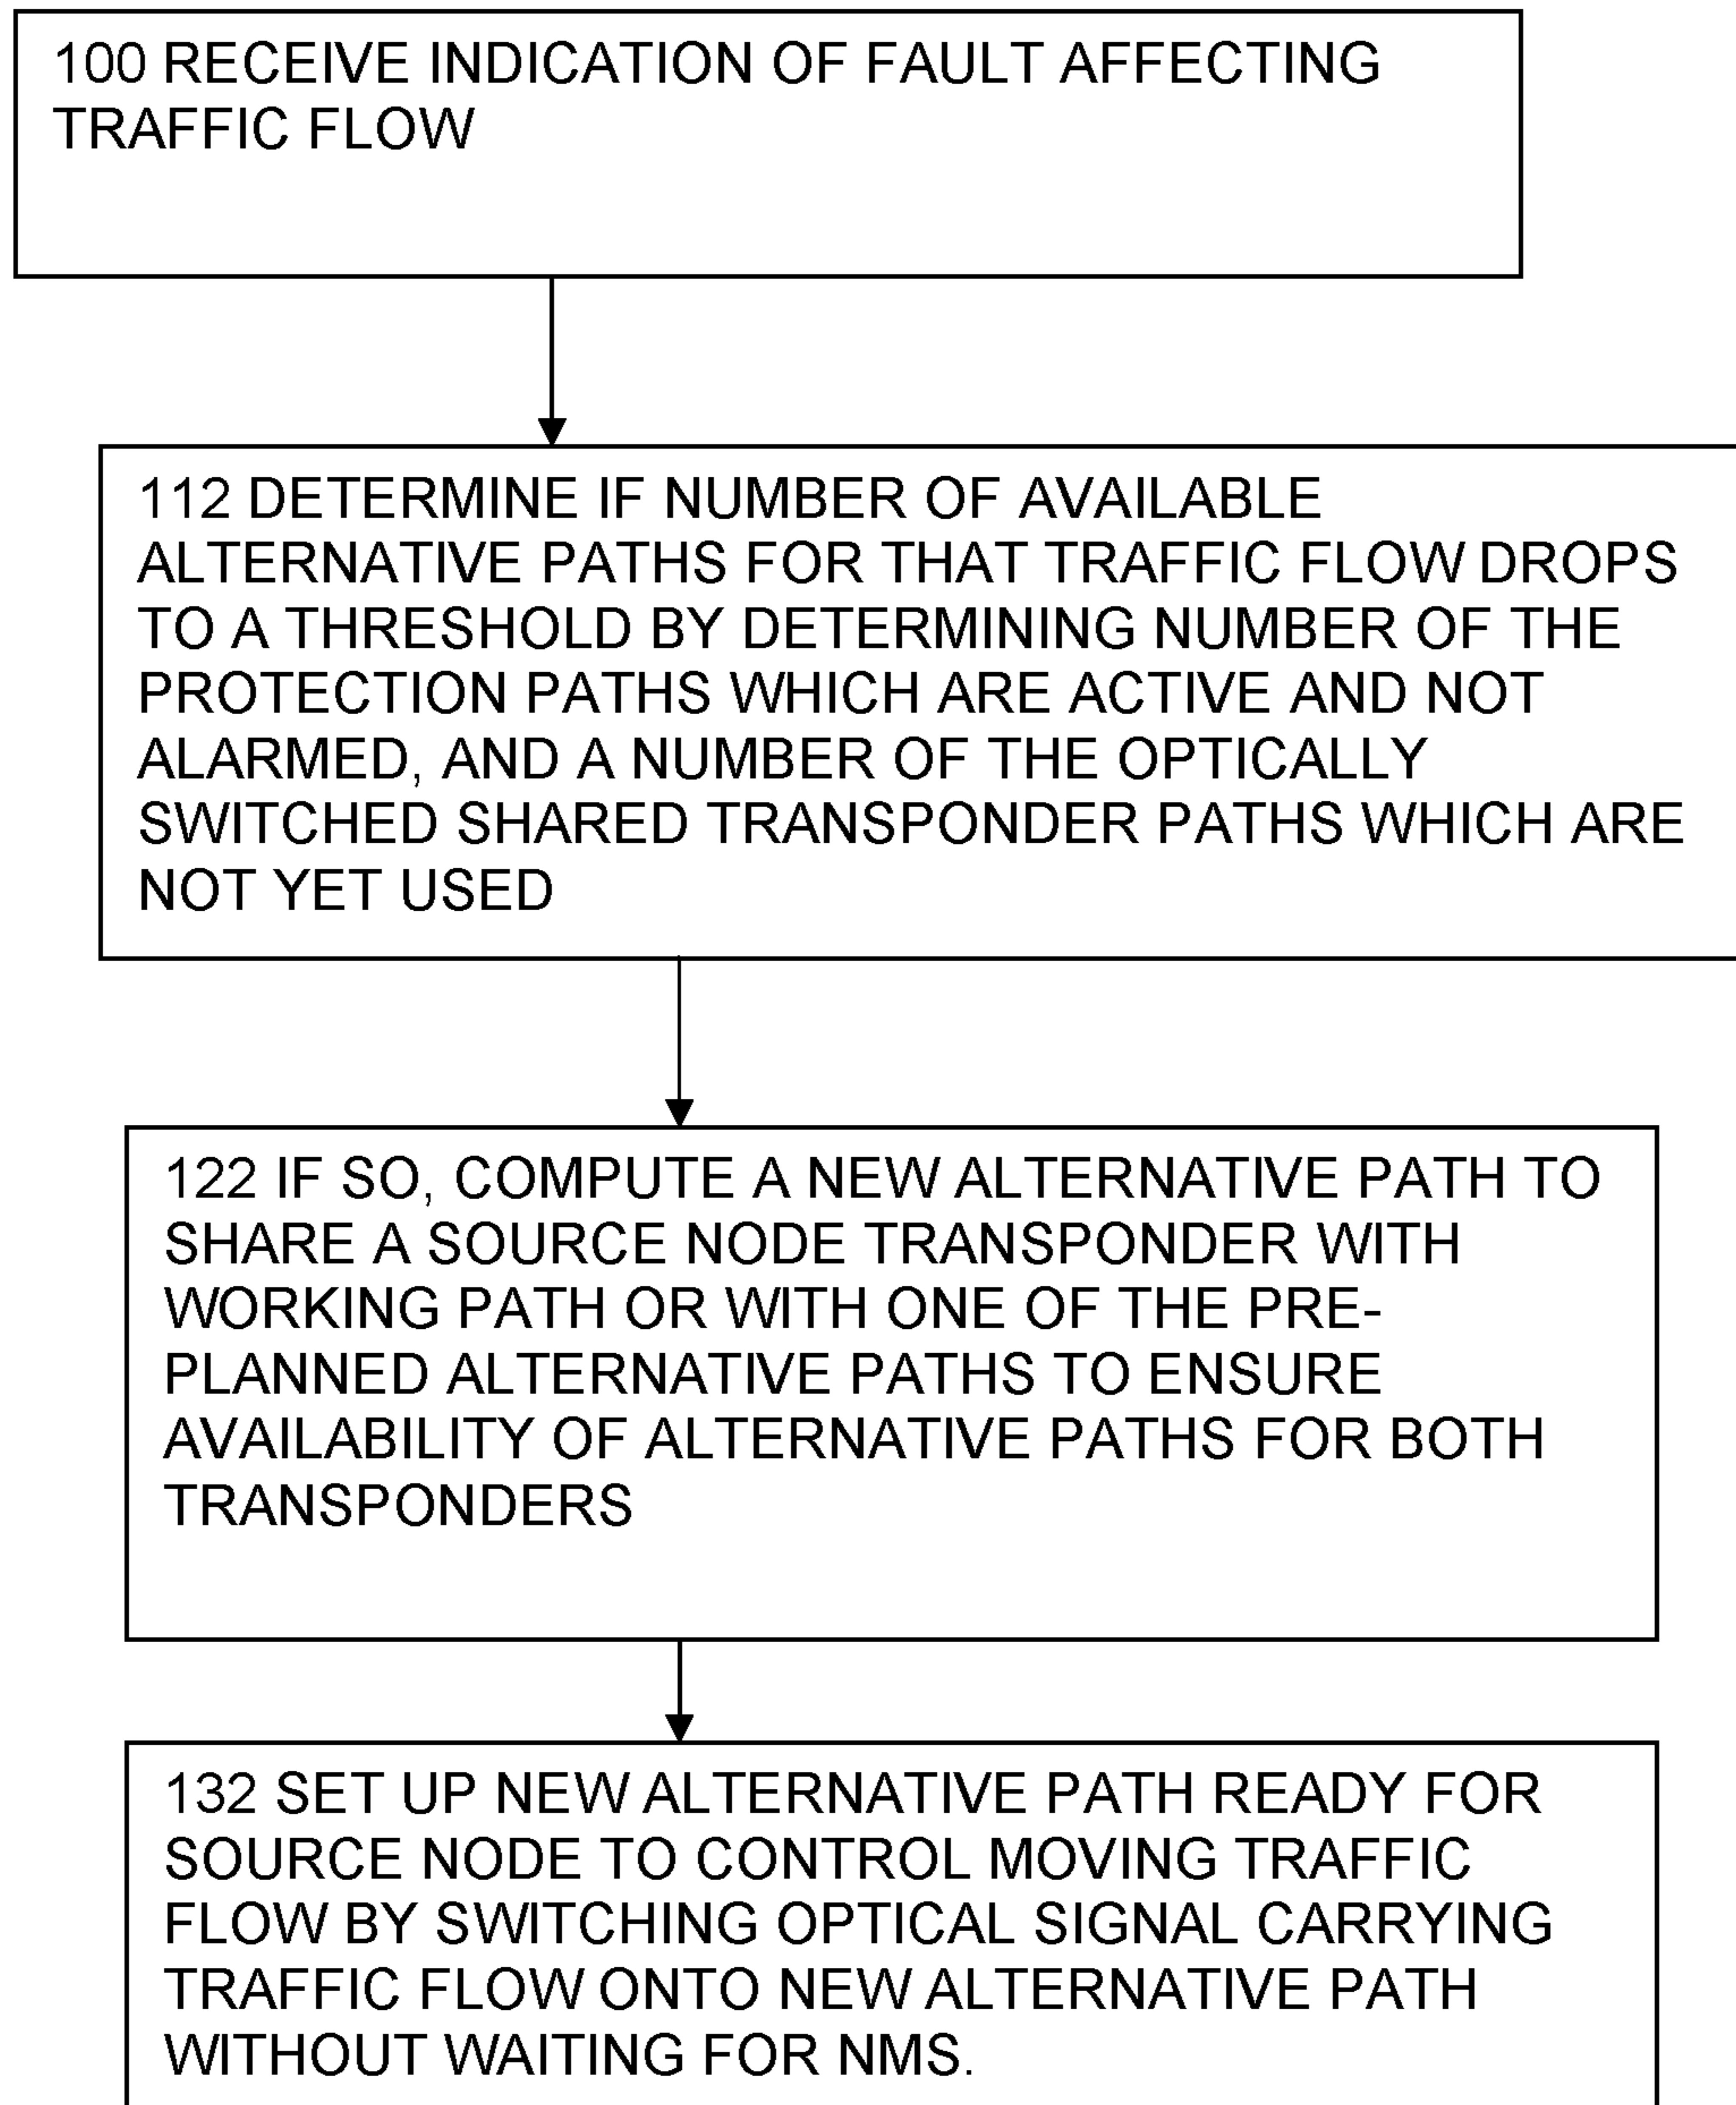 100 RECEIVE INDICATION OF FAULT AFFECTING
TRAFFIC FLOW
112 DETERMINE IF NUMBER OF AVAILABLE
ALTERNATIVE PATHS FOR THAT TRAFFIC FLOW DROPS
TO A THRESHOLD BY DETERMINING NUMBER OF THE
PROTECTION PATHS WHICH ARE ACTIVE AND NOT
ALARMED, AND A NUMBER OF THE OPTICALLY
SWITCHED SHARED TRANSPONDER PATHS WHICH ARE
NOT YET USED
122 IF SO, COMPUTE A NEW ALTERNATIVE PATH TO
SHARE A SOURCE NODE TRANSPONDER WITH
WORKING PATH OR WITH ONE OF THE PRE-
PLANNED ALTERNATIVE PATHS TO ENSURE
AVAILABILITY OF ALTERNATIVE PATHS FOR BOTH
TRANSPONDERS
132 SET UP NEW ALTERNATIVE PATH READY FOR
SOURCE NODE TO CONTROL MOVING TRAFFIC
FLOW BY SWITCHING OPTICAL SIGNAL CARRYING
TRAFFIC FLOW ONTO NEW ALTERNATIVE PATH
WITHOUT WAITING FOR NMS.